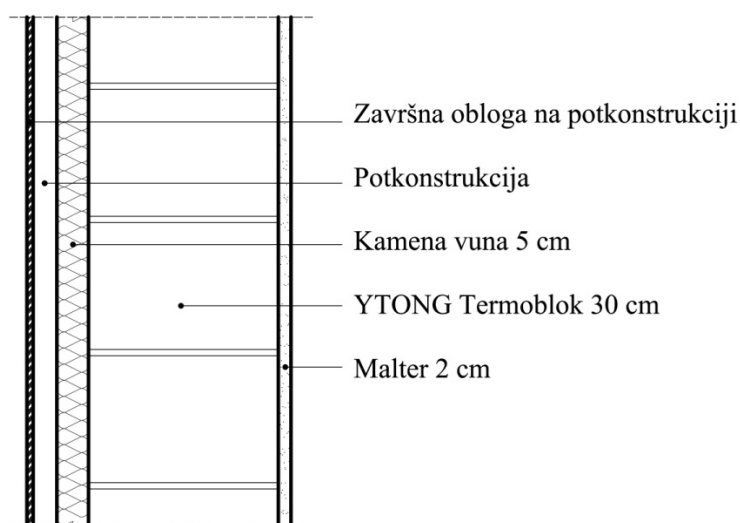 Završna obloga na potkonstrukciji
Potkonstrukcija
Kamena vuna 5 cm
YTONG Termoblok 30 cm
Malter 2 cm